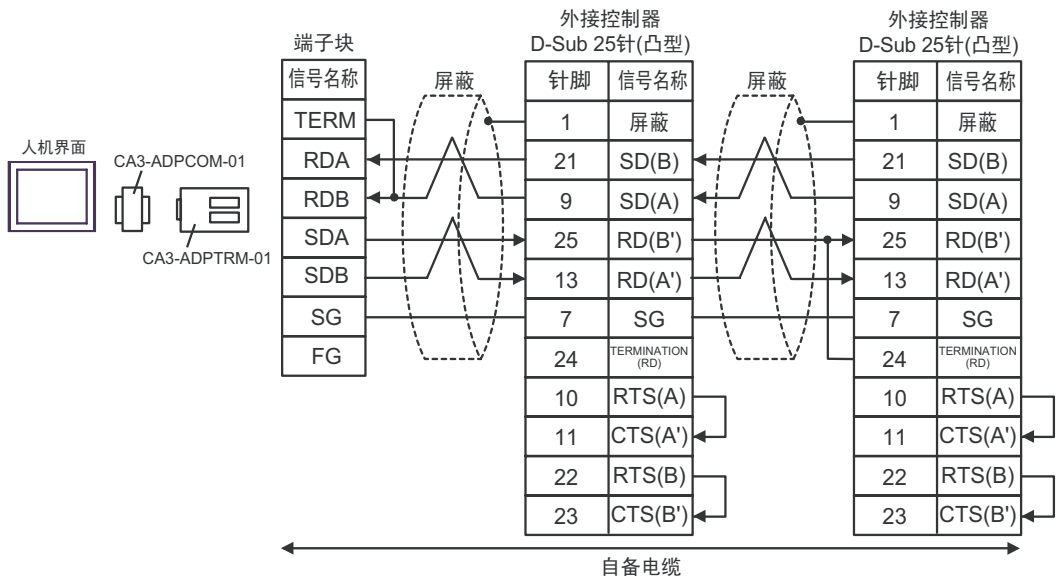 人机界面
CA3-ADPCOM-01
CA3-ADPTRM-01
端子块
信号名称
TERM
RDA
RDB
SDA
SDB
SG
FG
屏蔽
外接控制器
D-Sub 25针(凸型)
针脚 信号名称
1 屏蔽
21 SD(B)
9 SD(A)
25 RD(B')
13 RD(A')
7 SG
24 TERMINATION
(RD)
10 RTS(A)
11 CTS(A')
22 RTS(B)
23 CTS(B')
屏蔽
外接控制器
D-Sub 25针(凸型)
针脚 信号名称
1 屏蔽
21 SD(B)
9 SD(A)
25 RD(B')
13 RD(A')
7 SG
24 TERMINATION
(RD)
10 RTS(A)
11 CTS(A')
22 RTS(B)
23 CTS(B')
自备电缆